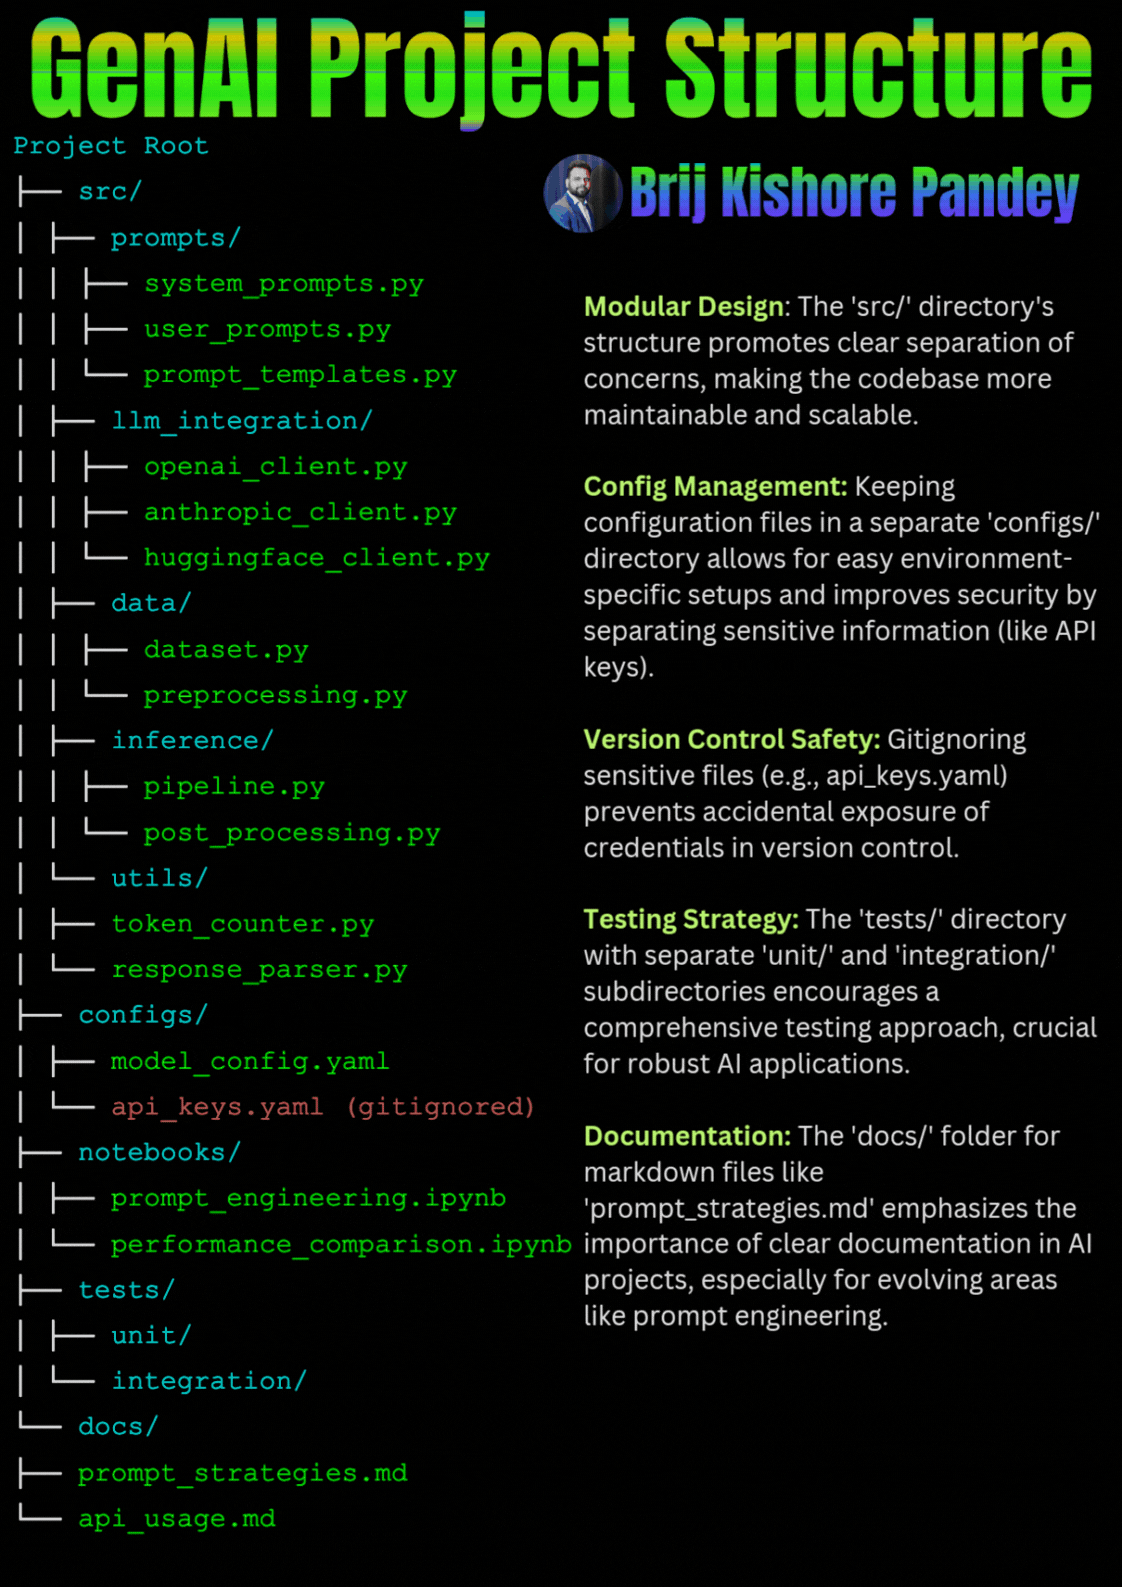 GenAI Project Structure
Project Root
├── src/
│ ├── prompts/
│ │ ├── system_prompts.py
│ │ ├── user_prompts.py
│ │ └── prompt_templates.py
│ ├── llm_integration/
│ │ ├── openai_client.py
│ │ ├── anthropic_client.py
│ │ └── huggingface_client.py
│ ├── data/
│ │ ├── dataset.py
│ │ └── preprocessing.py
│ ├── inference/
│ │ ├── pipeline.py
│ │ └── post_processing.py
│ └── utils/
│ ├── token_counter.py
│ └── response_parser.py
├── configs/
│ ├── model_config.yaml
│ └── api_keys.yaml (gitignored)
├── notebooks/
│ ├── prompt_engineering.ipynb
│ └── performance_comparison.ipynb
├── tests/
│ ├── unit/
│ └── integration/
└── docs/
├── prompt_strategies.md
└── api_usage.md
Brij Kishore Pandey
Modular Design: The 'src/' directory's
structure promotes clear separation of
concerns, making the codebase more
maintainable and scalable.
Config Management: Keeping
configuration files in a separate 'configs/'
directory allows for easy environment-
specific setups and improves security by
separating sensitive information (like API
keys).
Version Control Safety: Gitignoring
sensitive files (e.g., api_keys.yaml)
prevents accidental exposure of
credentials in version control.
Testing Strategy: The 'tests/' directory
with separate 'unit/' and 'integration/'
subdirectories encourages a
comprehensive testing approach, crucial
for robust AI applications.
Documentation: The 'docs/' folder for
markdown files like
'prompt_strategies.md' emphasizes the
importance of clear documentation in AI
projects, especially for evolving areas
like prompt engineering.